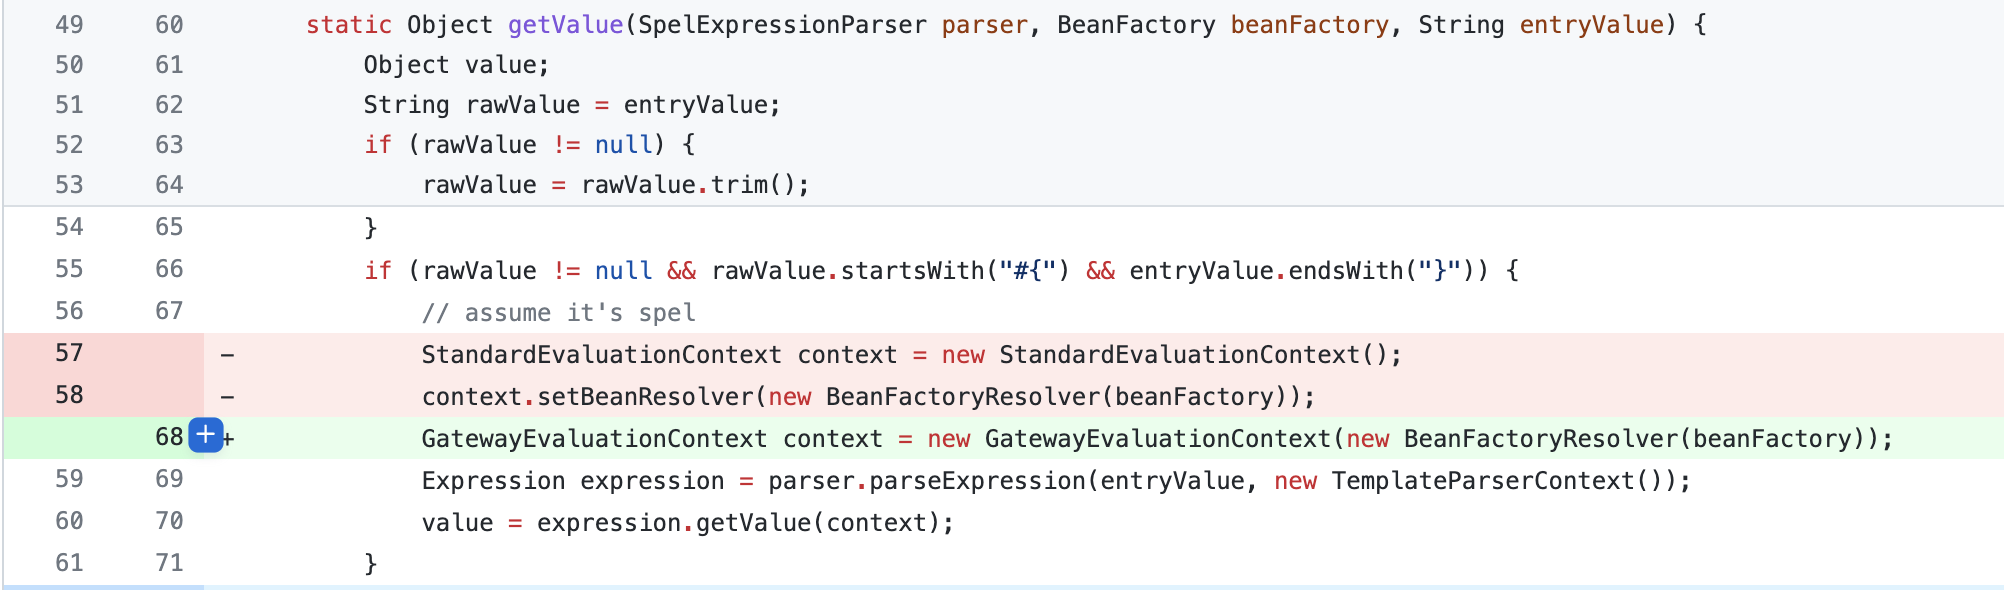 49 60 static Object getValue(SpelExpressionParser parser, BeanFactory beanFactory, String entryValue) {
50 61 Object value;
51 62 String rawValue = entryValue;
52 63 if (rawValue != null) {
53 64 rawValue = rawValue.trim();
54 65 }
55 66 if (rawValue != null && rawValue.startsWith("#{") && entryValue.endsWith("}")) {
56 67 // assume it's spel
57 - StandardEvaluationContext context = new StandardEvaluationContext();
58 - context.setBeanResolver(new BeanFactoryResolver(beanFactory));
68 + + GatewayEvaluationContext context = new GatewayEvaluationContext(new BeanFactoryResolver(beanFactory));
59 69 Expression expression = parser.parseExpression(entryValue, new TemplateParserContext());
60 70 value = expression.getValue(context);
61 71 }